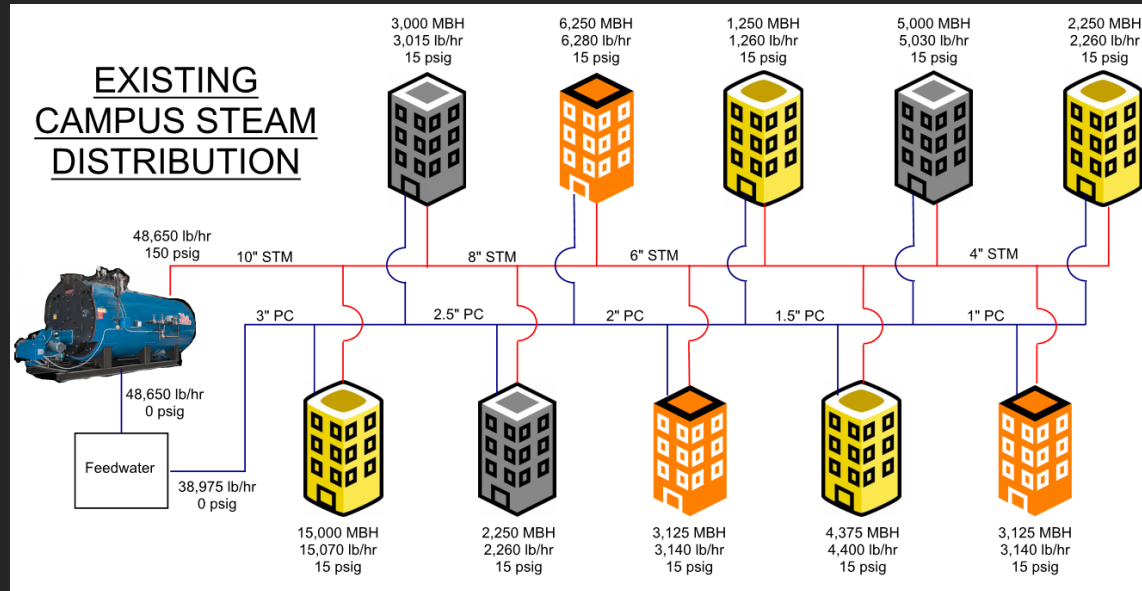 EXISTING
CAMPUS STEAM
DISTRIBUTION
3,000 MBH
3,015 lb/hr
15 psig
6,250 MBH
6,280 lb/hr
15 psig
1,250 MBH
1,260 lb/hr
15 psig
5,000 MBH
5,030 lb/hr
15 psig
2,250 MBH
2,260 lb/hr
15 psig
48,650 lb/hr
150 psig
10" STM
8" STM
6" STM
4" STM
3" PC
2.5" PC
2" PC
1.5" PC
1" PC
48,650 lb/hr
0 psig
Feedwater
38,975 lb/hr
0 psig
15,000 MBH
15,070 lb/hr
15 psig
2,250 MBH
2,260 lb/hr
15 psig
3,125 MBH
3,140 lb/hr
15 psig
4,375 MBH
4,400 lb/hr
15 psig
3,125 MBH
3,140 lb/hr
15 psig